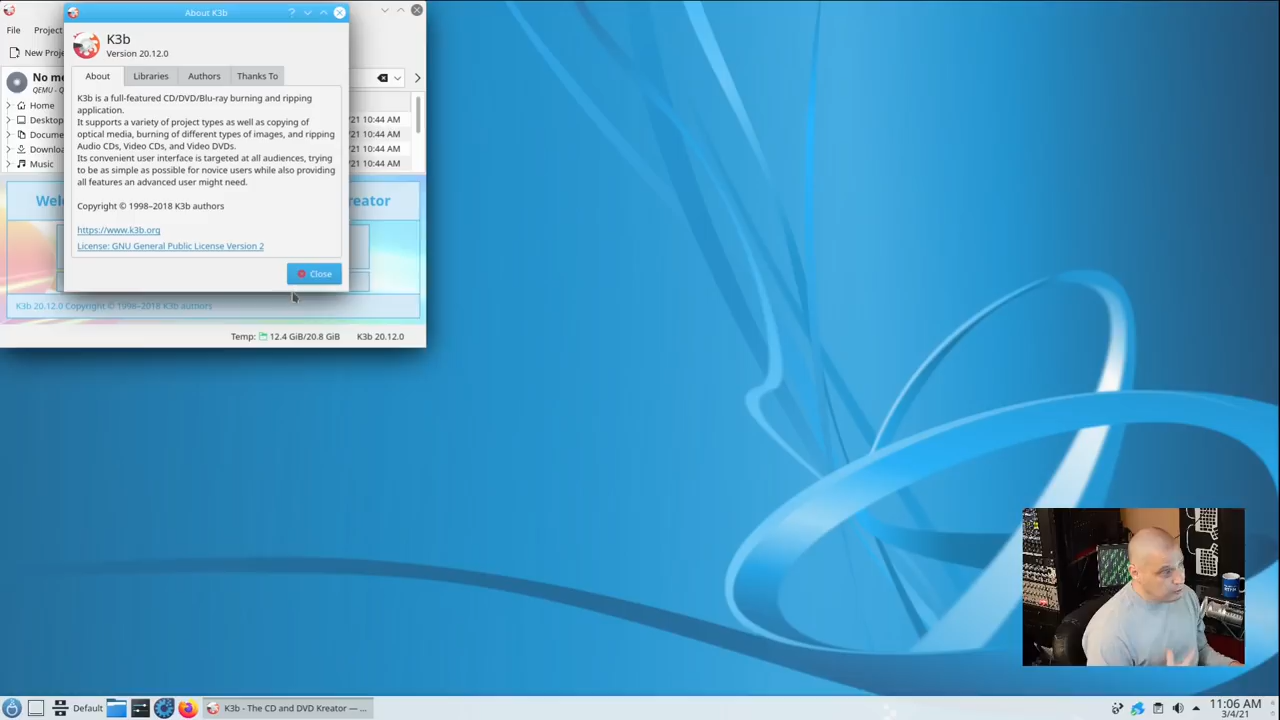 About K3b
K3b
Version 20.12.0
File
Project
New Proje
No me
QEMU - Q
Home
Desktop
Docume
Downloa
Music
About
Libraries
Authors
Thanks To
K3b is a full-featured CD/DVD/Blu-ray burning and ripping
application.
It supports a variety of project types as well as copying of
optical media, burning of different types of images, and ripping
Audio CDs, Video CDs, and Video DVDs.
Its convenient user interface is targeted at all audiences, trying
to be as simple as possible for novice users while also providing
all features an advanced user might need.
Copyright © 1998–2018 K3b authors
https://www.k3b.org
License: GNU General Public License Version 2
Close
/21 10:44 AM
/21 10:44 AM
/21 10:44 AM
/21 10:44 AM
Wel
reator
K3b 20.12.0 Copyright © 1998–2018 K3b authors
Temp: 12.4 GiB/20.8 GiB
K3b 20.12.0
Default
K3b - The CD and DVD Kreator — ...
11:06 AM
3/4/21